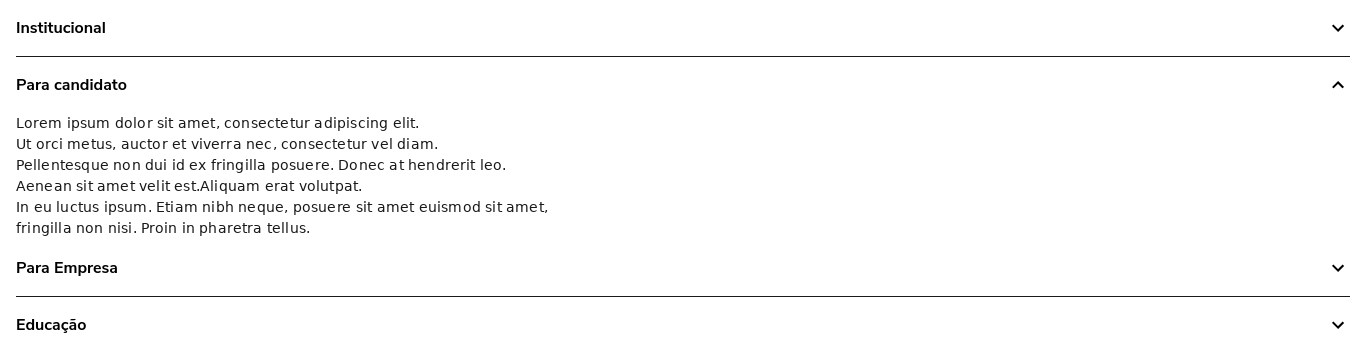 Institucional
Para candidato
Lorem ipsum dolor sit amet, consectetur adipiscing elit.
Ut orci metus, auctor et viverra nec, consectetur vel diam.
Pellentesque non dui id ex fringilla posuere. Donec at hendrerit leo.
Aenean sit amet velit est.Aliquam erat volutpat.
In eu luctus ipsum. Etiam nibh neque, posuere sit amet euismod sit amet,
fringilla non nisi. Proin in pharetra tellus.
Para Empresa
Educação